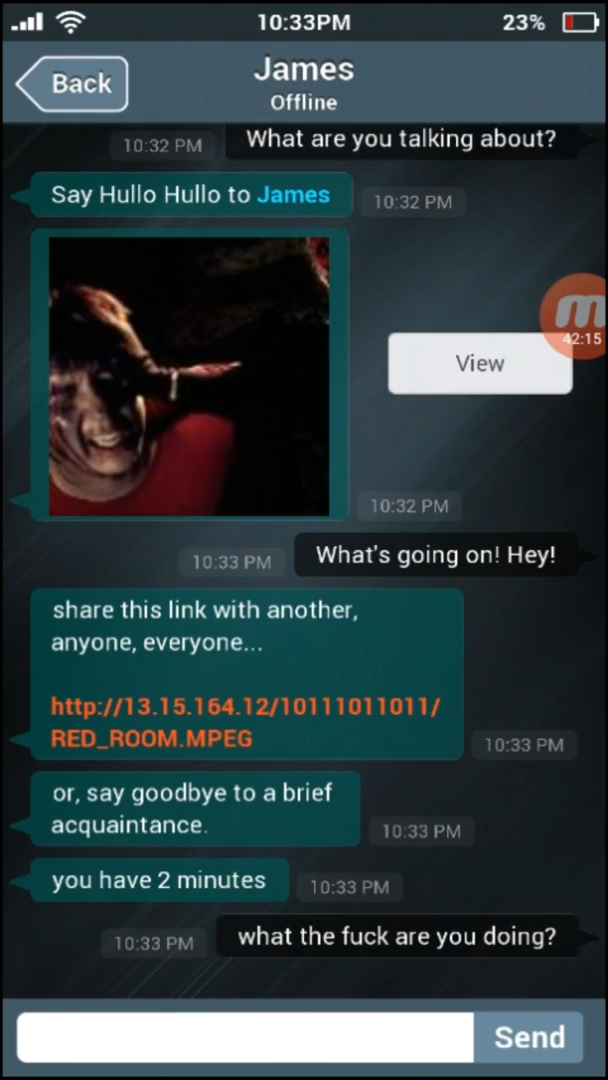 10:33PM
23%
Back
James
Offline
10:32 PM
What are you talking about?
Say Hullo Hullo to James
10:32 PM
m
42:15
View
10:32 PM
10:33 PM
What's going on! Hey!
share this link with another,
anyone, everyone...
http://13.15.164.12/10111011011/
RED_ROOM.MPEG
10:33 PM
or, say goodbye to a brief
acquaintance.
10:33 PM
you have 2 minutes
10:33 PM
10:33 PM
what the fuck are you doing?
Send